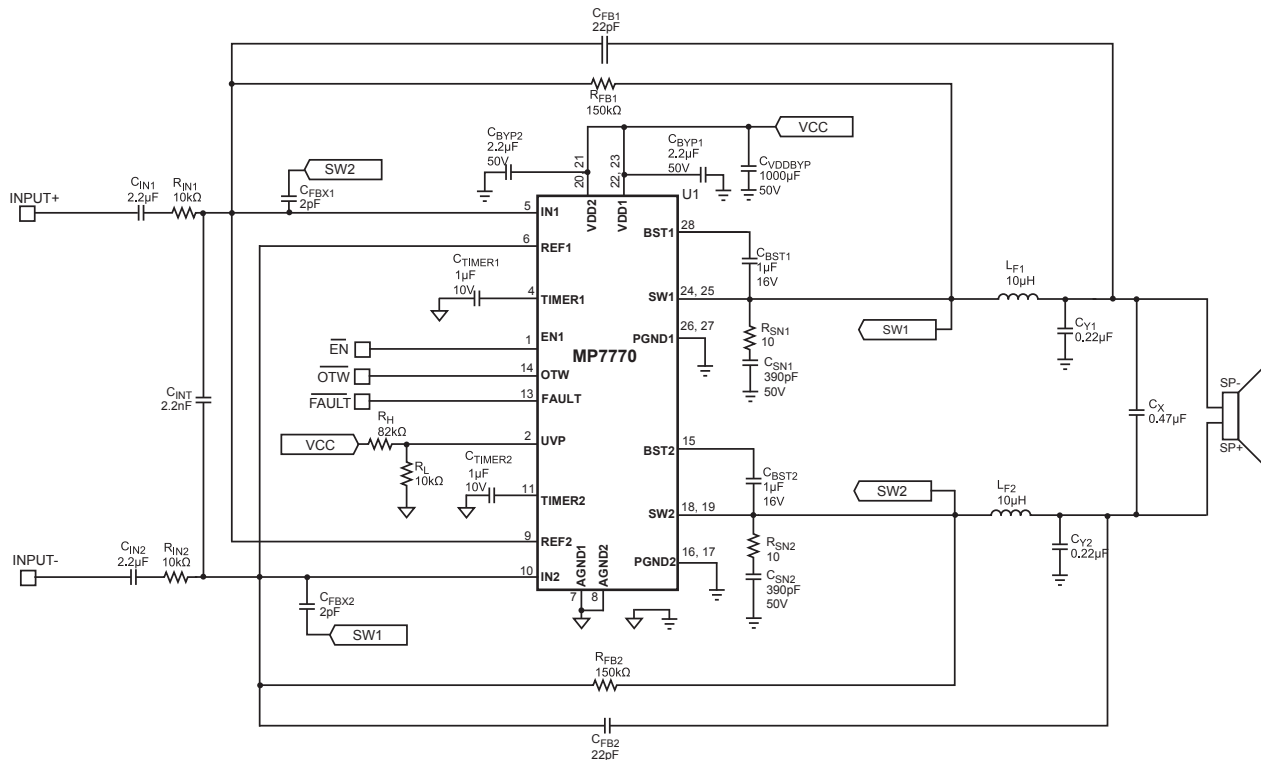 CFB1
22pF
RFB1
150kΩ
CBYP2
2.2µF
50V
20, 21
22, 23
CBYP1
2.2µF
50V
VCC
CVDDBYP
1000µF
50V
SW2
CFBX1
2pF
INPUT+
CIN1
2.2µF
RIN1
10kΩ
U1
5
IN1
VDD2
VDD1
6
REF1
BST1
28
CBST1
1µF
16V
CTIMER1
1µF
10V
4
TIMER1
SW1
24, 25
LF1
10µH
EN
1
EN1
PGND1
26, 27
RSN1
10
SW1
CY1
0.22µF
MP7770
OTW
14
OTW
CSN1
390pF
50V
FAULT
13
FAULT
CINT
2.2nF
SP-
CX
0.47µF
SP+
VCC
RH
82kΩ
2
UVP
RL
10kΩ
BST2
15
CBST2
1µF
16V
CTIMER2
1µF
10V
11
TIMER2
SW2
18, 19
SW2
LF2
10µH
9
REF2
RSN2
10
CY2
0.22µF
INPUT-
CIN2
2.2µF
RIN2
10kΩ
10
IN2
AGND1
AGND2
PGND2
16, 17
CSN2
390pF
50V
7
8
CFBX2
2pF
SW1
RFB2
150kΩ
CFB2
22pF